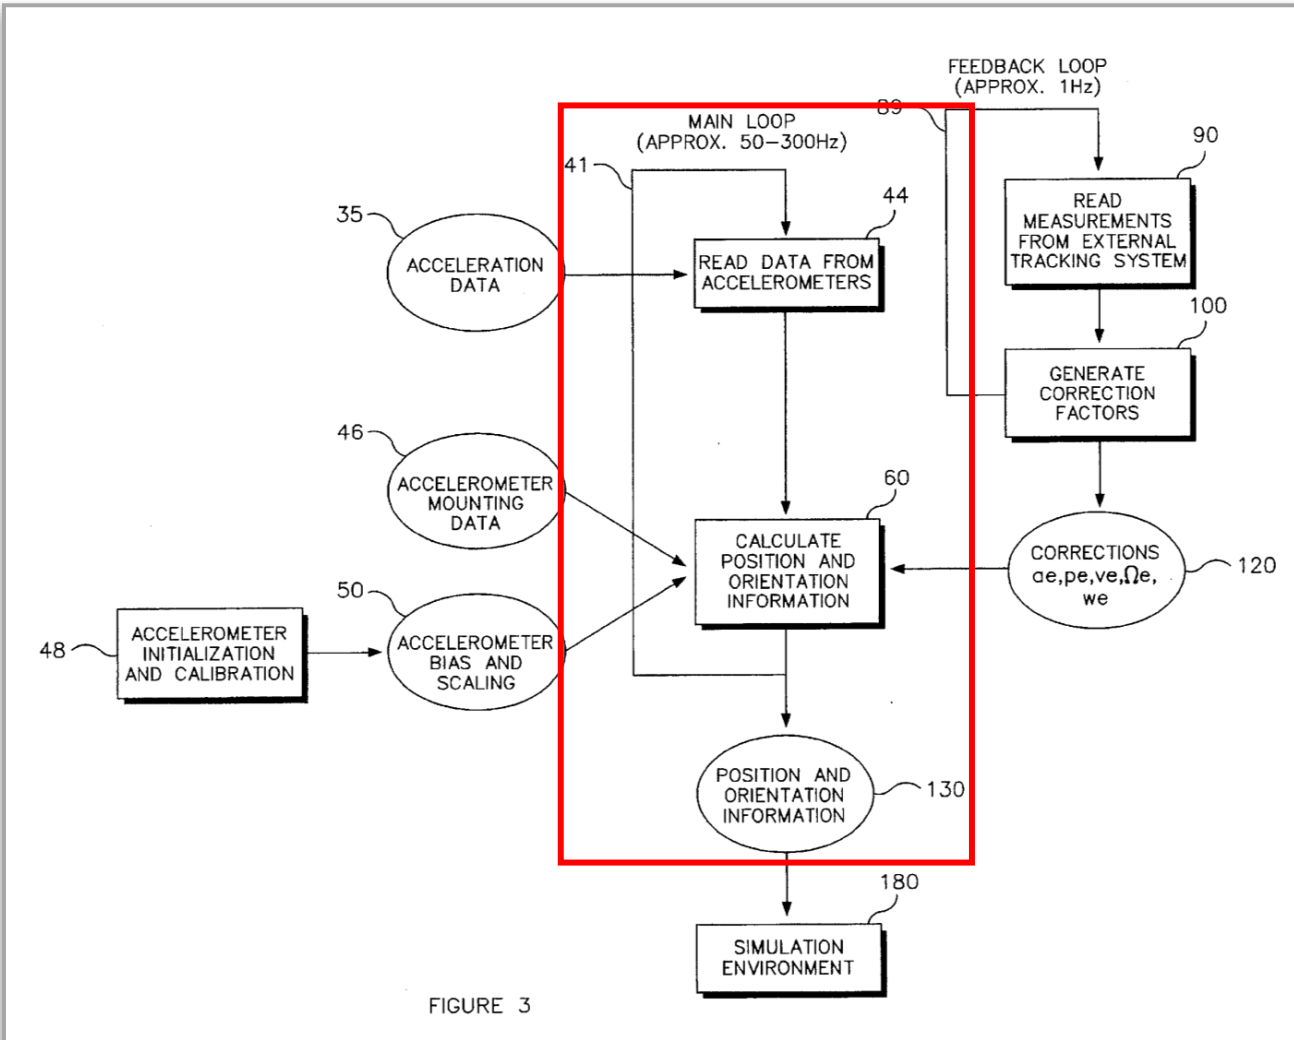 FEEDBACK LOOP
(APPROX. 1Hz)
89
MAIN LOOP
(APPROX. 50-300Hz)
41
90
READ
MEASUREMENTS
FROM EXTERNAL
TRACKING SYSTEM
44
READ DATA FROM
ACCELEROMETERS
35
ACCELERATION
DATA
100
GENERATE
CORRECTION
FACTORS
46
ACCELEROMETER
MOUNTING
DATA
60
CALCULATE
POSITION AND
ORIENTATION
INFORMATION
CORRECTIONS
ae,pe,ve,Ωe,
we
120
50
ACCELEROMETER
BIAS AND
SCALING
48
ACCELEROMETER
INITIALIZATION
AND CALIBRATION
POSITION AND
ORIENTATION
INFORMATION
130
180
SIMULATION
ENVIRONMENT
FIGURE 3